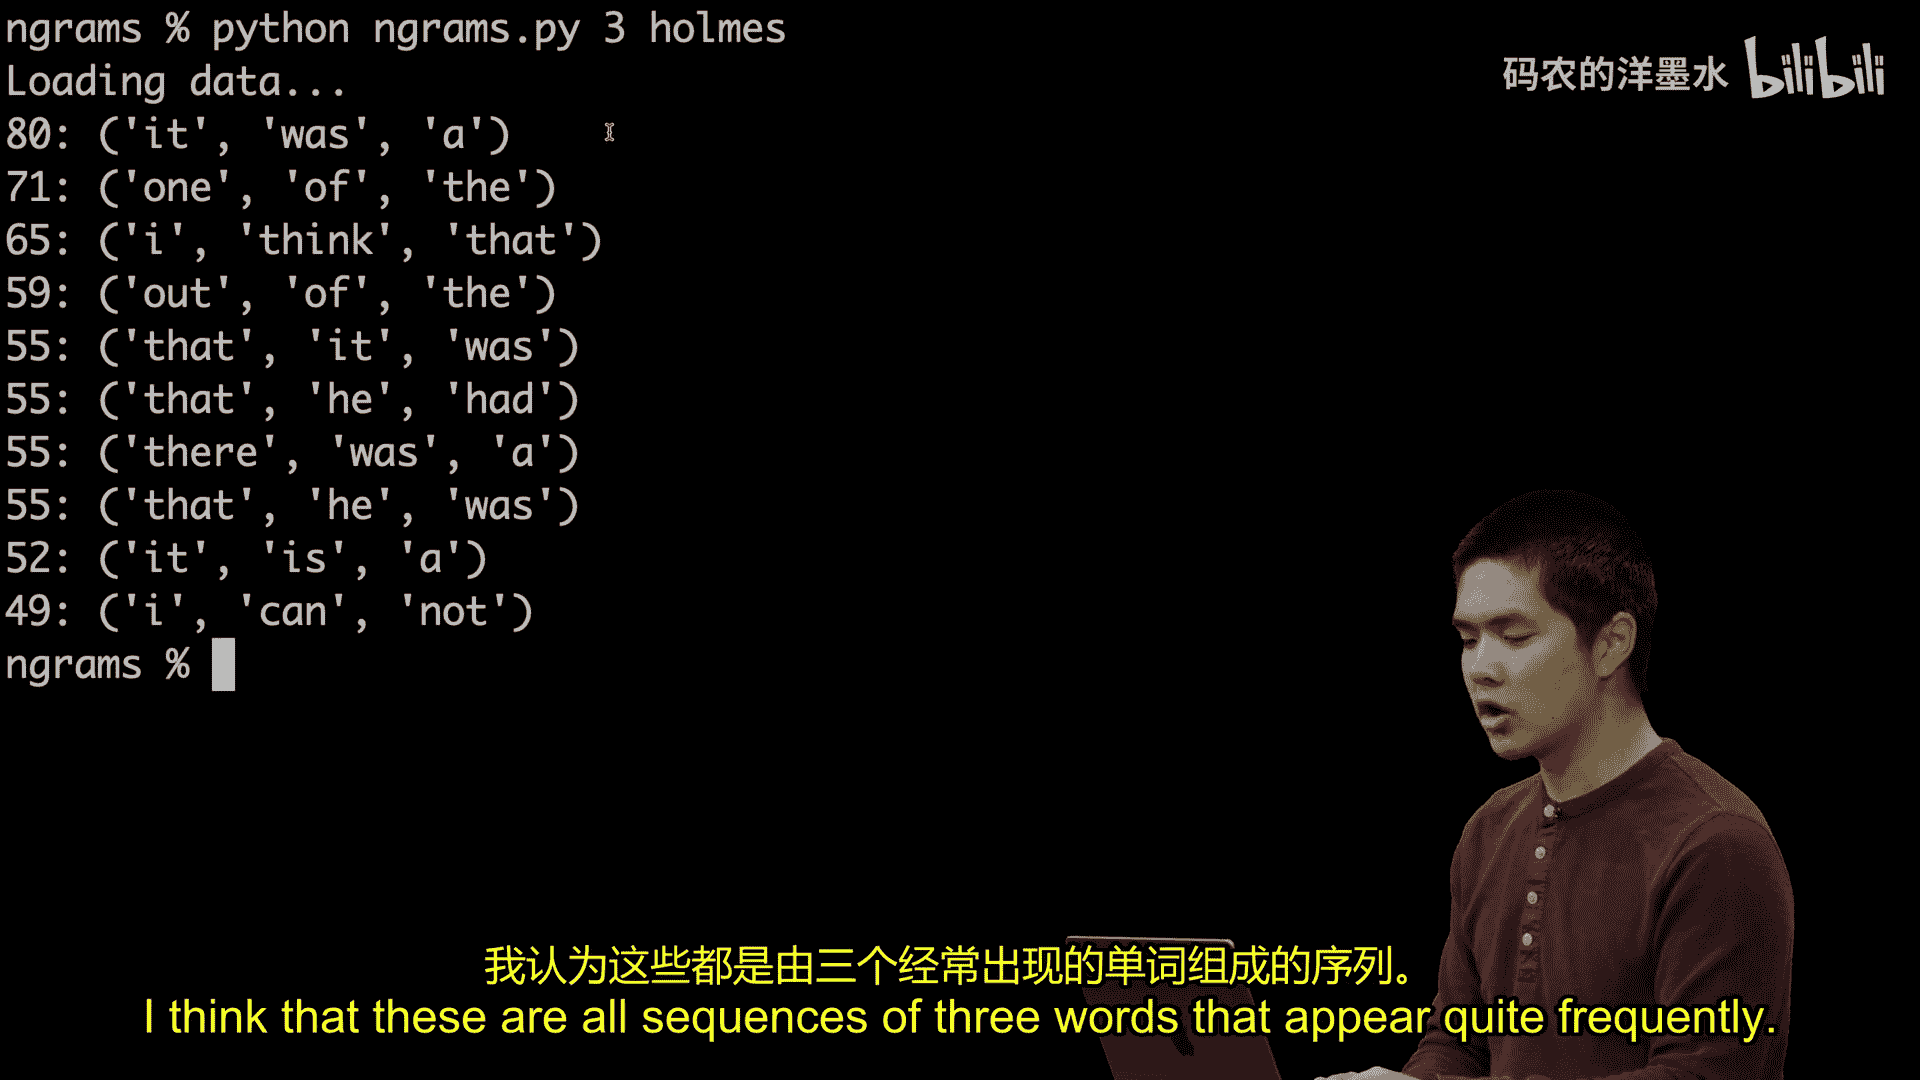 ngrams % python ngrams.py 3 holmes
Loading data...
80: ('it', 'was', 'a')
71: ('one', 'of', 'the')
65: ('i', 'think', 'that')
59: ('out', 'of', 'the')
55: ('that', 'it', 'was')
55: ('that', 'he', 'had')
55: ('there', 'was', 'a')
55: ('that', 'he', 'was')
52: ('it', 'is', 'a')
49: ('i', 'can', 'not')
ngrams %
码农的洋墨水 bilibili
我认为这些都是由三个经常出现的单词组成的序列。
I think that these are all sequences of three words that appear quite frequently.